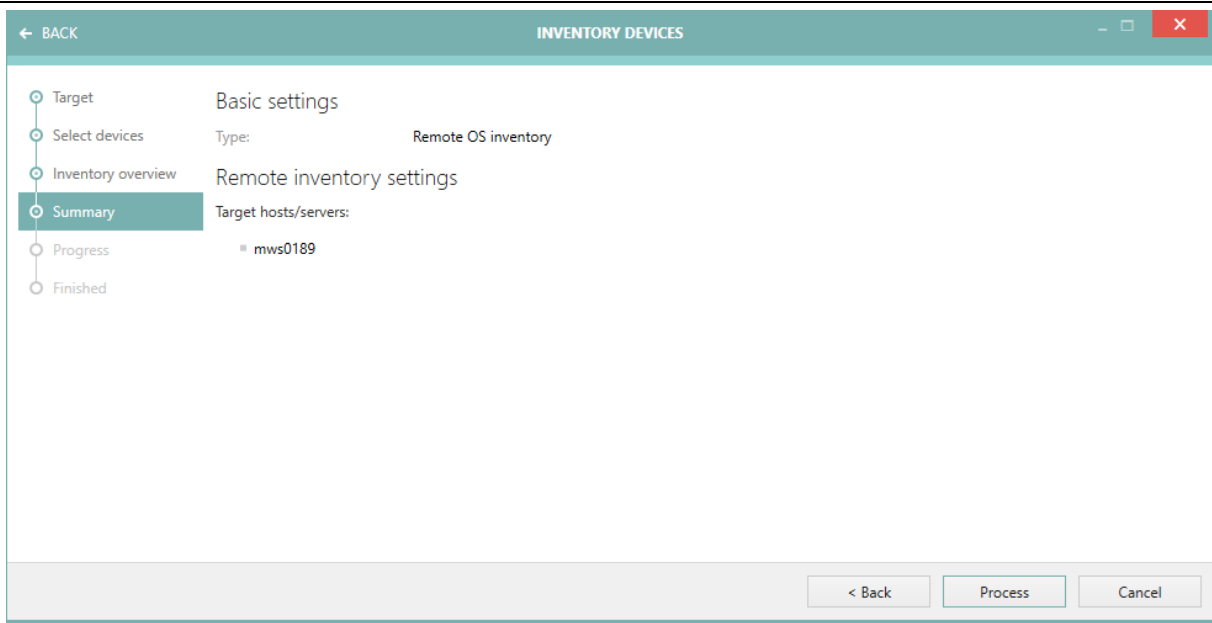 ← BACK
INVENTORY DEVICES
Target
Select devices
Inventory overview
Summary
Progress
Finished
Basic settings
Type: Remote OS inventory
Remote inventory settings
Target hosts/servers:
mws0189
< Back
Process
Cancel